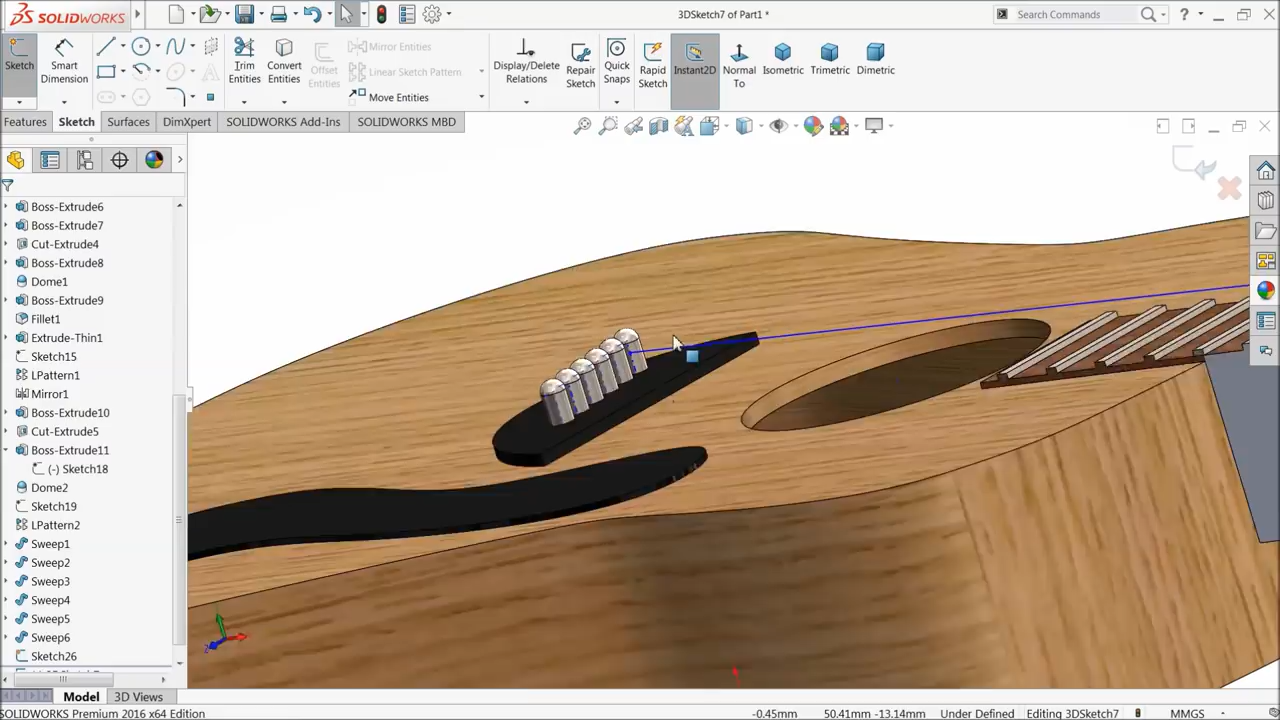 SOLIDWORKS
3DSketch7 of Part1 *
Search Commands
?
Sketch
Smart Dimension
Trim Entities
Convert Entities
Offset Entities
Mirror Entities
Linear Sketch Pattern
Move Entities
Display/Delete Relations
Repair Sketch
Quick Snaps
Rapid Sketch
Instant2D
Normal To
Isometric
Trimetric
Dimetric
Features
Sketch
Surfaces
DimXpert
SOLIDWORKS Add-Ins
SOLIDWORKS MBD
Boss-Extrude6
Boss-Extrude7
Cut-Extrude4
Boss-Extrude8
Dome1
Boss-Extrude9
Fillet1
Extrude-Thin1
Sketch15
LPattern1
Mirror1
Boss-Extrude10
Cut-Extrude5
Boss-Extrude11
(-) Sketch18
Dome2
Sketch19
LPattern2
Sweep1
Sweep2
Sweep3
Sweep4
Sweep5
Sweep6
Sketch26
Model
3D Views
SOLIDWORKS Premium 2016 x64 Edition
-0.45mm
50.41mm -13.14mm
Under Defined
Editing 3DSketch7
MMGS